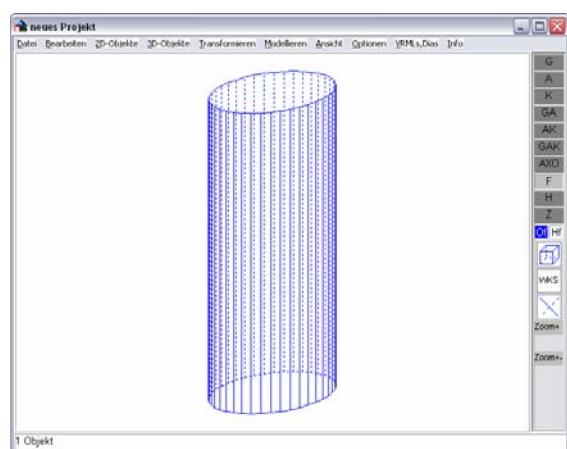 neues Projekt
Datei Bearbeiten 2D-Objekte 3D-Objekte Transformieren Modellieren Ansicht Optionen VRMLs,Dias Info
G
A
K
GA
AK
GAK
AXO
F
H
Z
Of Hf
WKS
Zoom+
Zoom+-
1 Objekt